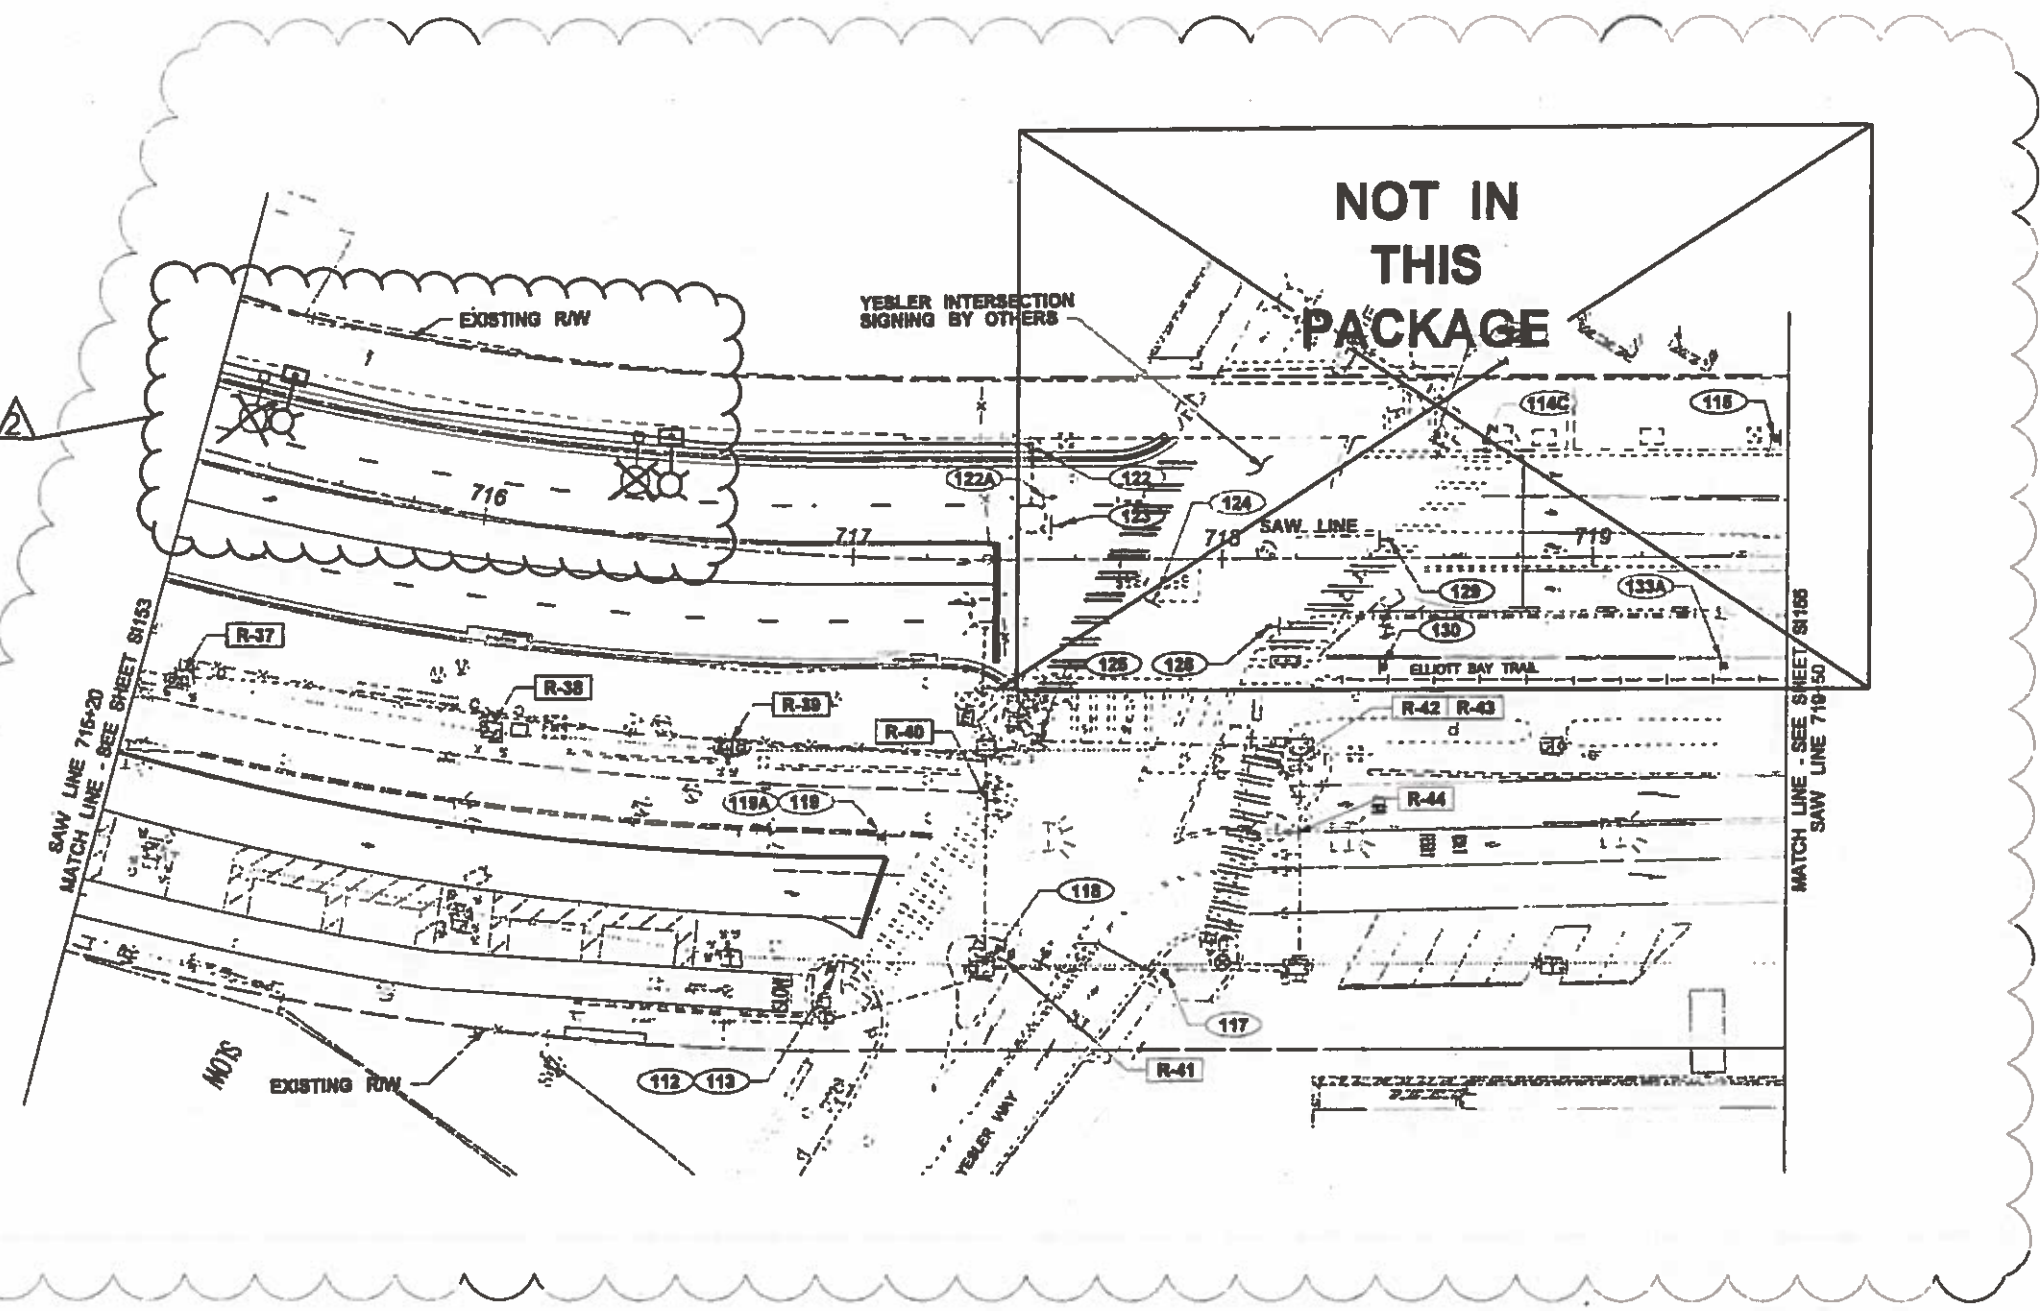 NOT IN
THIS
PACKAGE
YESLER INTERSECTION
SIGNING BY OTHERS
EXISTING R/W
2
114C
115
122A
122
123
124
716
717
718
SAW LINE
719
129
133A
130
125
126
ELLIOTT BAY TRAIL
R-37
R-38
R-39
R-40
R-42
R-43
R-44
119A
119
118
117
R-41
112
113
SLOW
EXISTING R/W
YESLER WAY
SAW LINE 715+20
MATCH LINE - SEE SHEET SI153
MATCH LINE - SEE SHEET SI155
SAW LINE 719+50